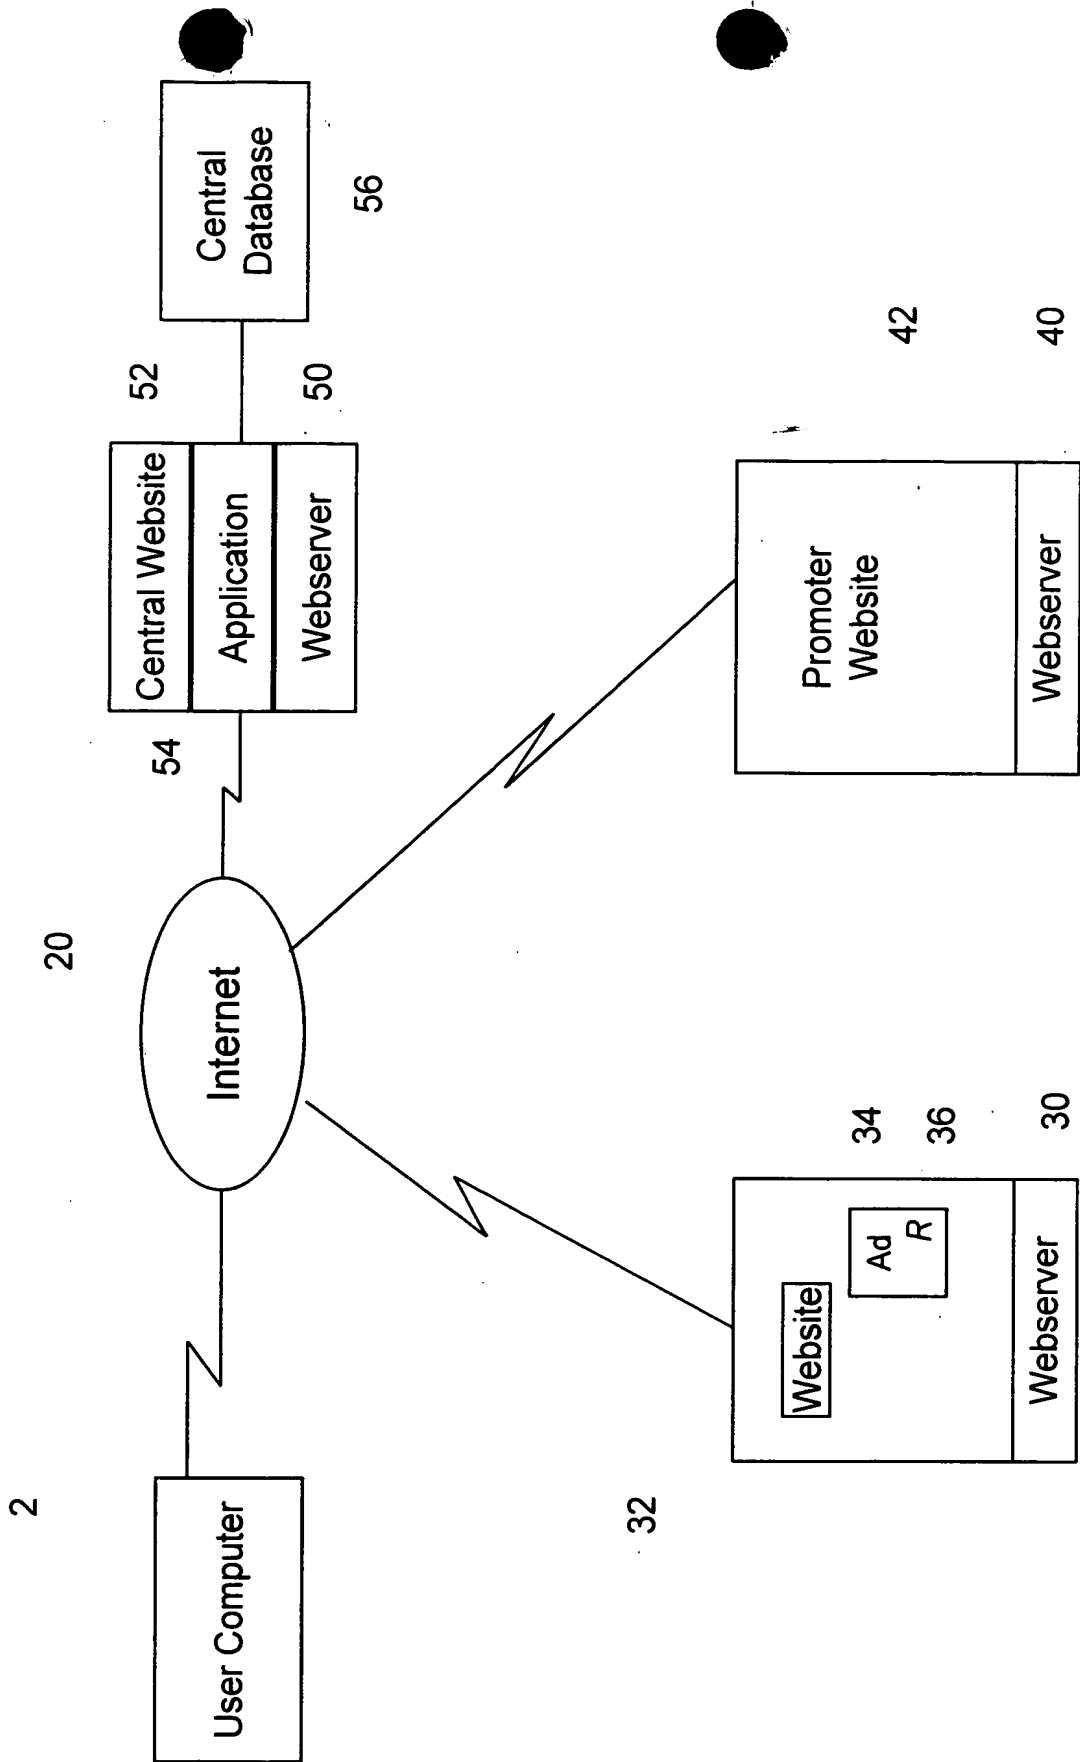 2
20
User Computer
Internet
54
Central Website
Application
Webserver
52
50
Central
Database
56
32
Website
Ad
R
34
36
Webserver
30
Promoter
Website
42
Webserver
40